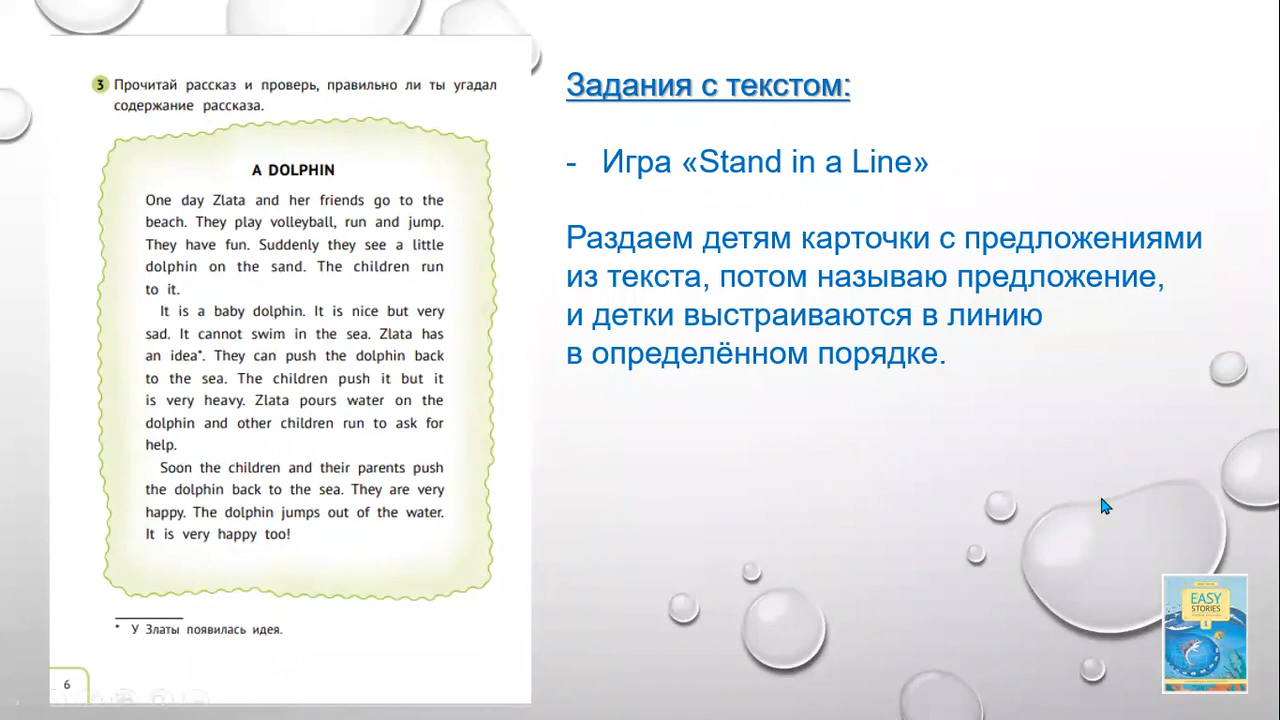 3 Прочитай рассказ и проверь, правильно ли ты угадал
содержание рассказа.
A DOLPHIN
One day Zlata and her friends go to the
beach. They play volleyball, run and jump.
They have fun. Suddenly they see a little
dolphin on the sand. The children run
to it.
It is a baby dolphin. It is nice but very
sad. It cannot swim in the sea. Zlata has
an idea*. They can push the dolphin back
to the sea. The children push it but it
is very heavy. Zlata pours water on the
dolphin and other children run to ask for
help.
Soon the children and their parents push
the dolphin back to the sea. They are very
happy. The dolphin jumps out of the water.
It is very happy too!
* У Златы появилась идея.
6
Задания с текстом:
- Игра «Stand in a Line»
Раздаем детям карточки с предложениями
из текста, потом называю предложение,
и детки выстраиваются в линию
в определённом порядке.
EASY
STORIES
1